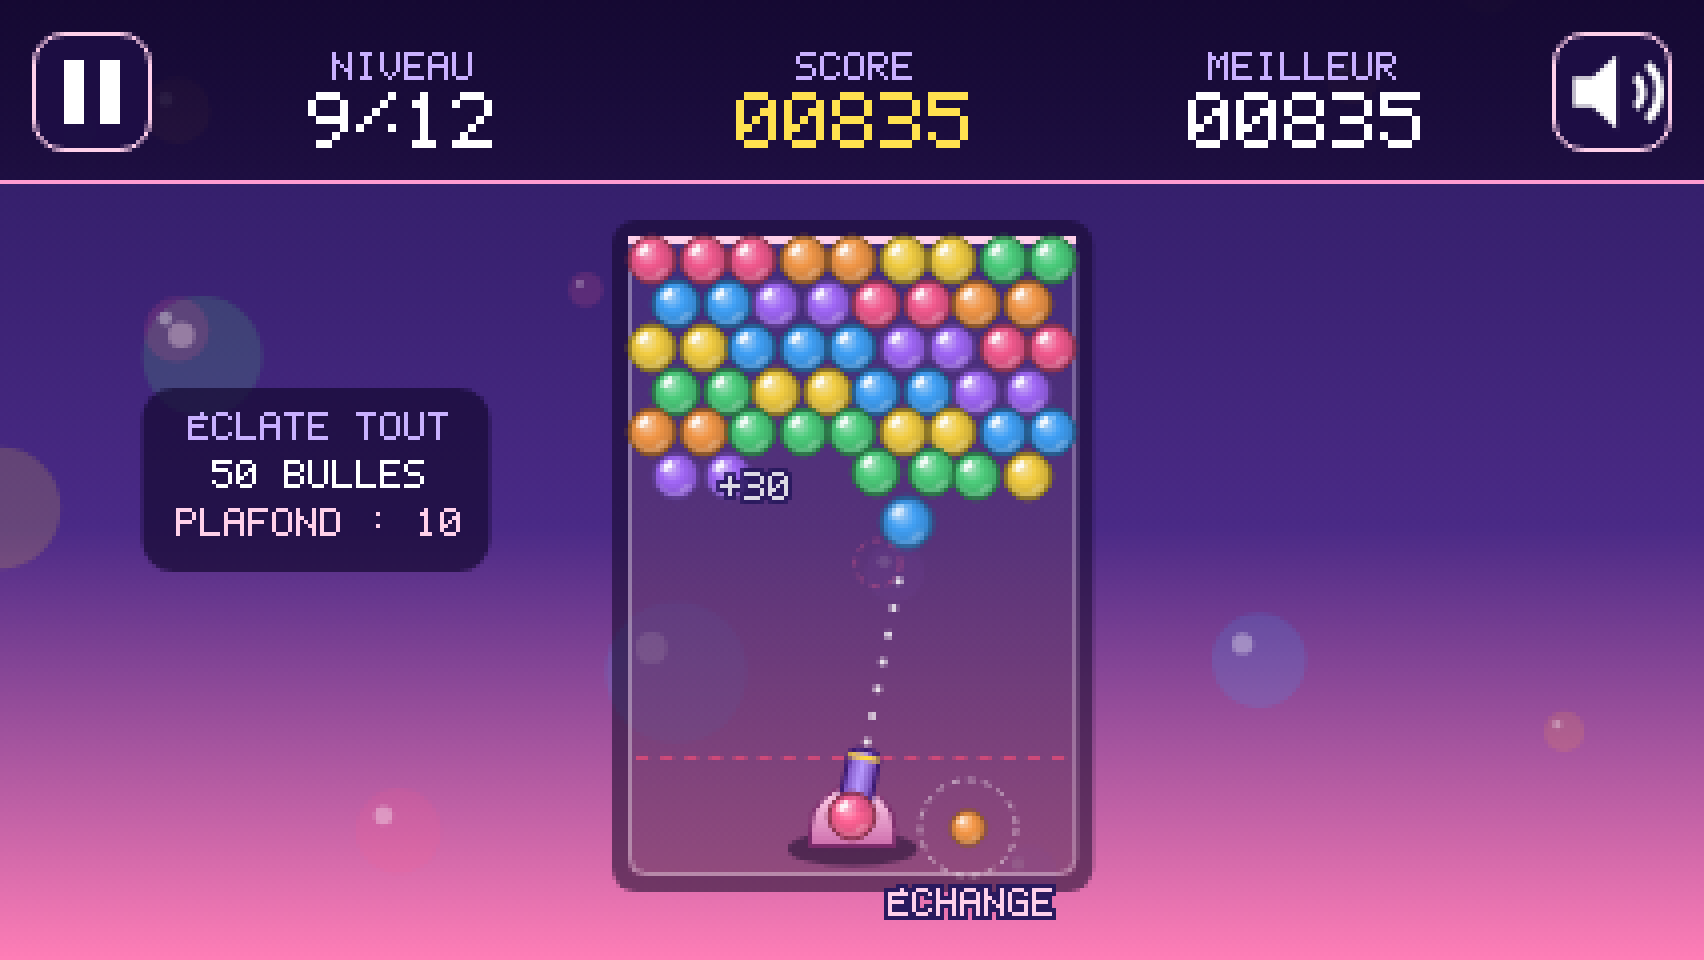 NIVEAU
9/12
SCORE
00835
MEILLEUR
00835
ÉCLATE TOUT
50 BULLES
PLAFOND : 10
+30
ÉCHANGE